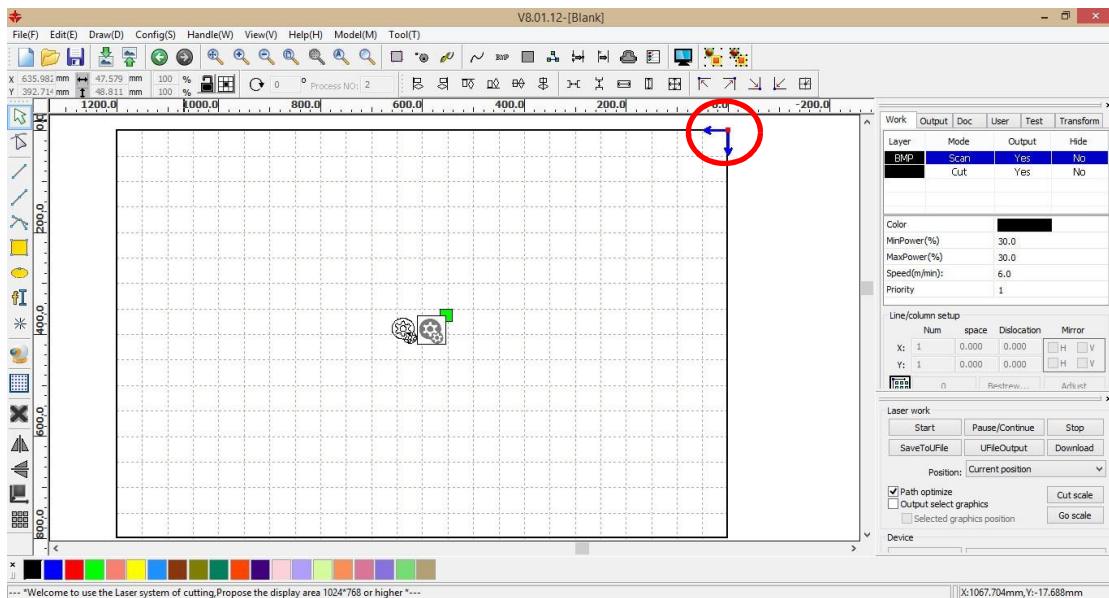 V8.01.12-[Blank]
File(F) Edit(E) Draw(D) Config(S) Handle(W) View(V) Help(H) Model(M) Tool(T)
BMP
X 635.982 mm 47.579 mm 100 %
Y 392.714 mm 48.811 mm 100 %
0 ° Process NO: 2
1200.0 1000.0 800.0 600.0 400.0 200.0 0.0 -200.0
0.0
200.0
400.0
600.0
800.0
Work Output Doc User Test Transform
Layer Mode Output Hide
BMP Scan Yes No
Cut Yes No
Color
MinPower(%) 30.0
MaxPower(%) 30.0
Speed(m/min): 6.0
Priority 1
Line/column setup
Num space Dislocation Mirror
X: 1 0.000 0.000 H V
Y: 1 0.000 0.000 H V
0 Bestrew... Adjust
Laser work
Start Pause/Continue Stop
SaveToUFile UFileOutput Download
Position: Current position
Path optimize
Output select graphics
Selected graphics position
Cut scale
Go scale
Device
--- *Welcome to use the Laser system of cutting,Propose the display area 1024*768 or higher *---
X:1067.704mm,Y:-17.688mm